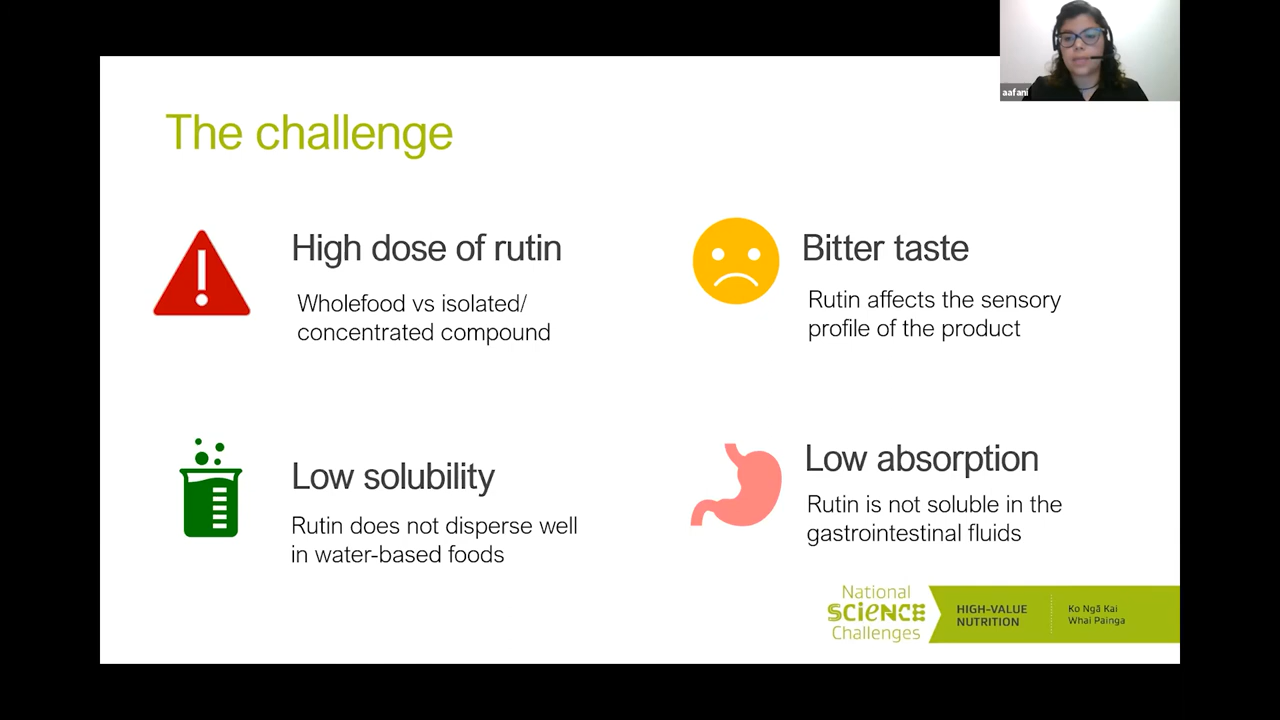 aafani
The challenge
High dose of rutin
Wholefood vs isolated/
concentrated compound
Bitter taste
Rutin affects the sensory
profile of the product
Low solubility
Rutin does not disperse well
in water-based foods
Low absorption
Rutin is not soluble in the
gastrointestinal fluids
National
SCIENCE
Challenges
HIGH-VALUE
NUTRITION
Ko Ngā Kai
Whai Painga